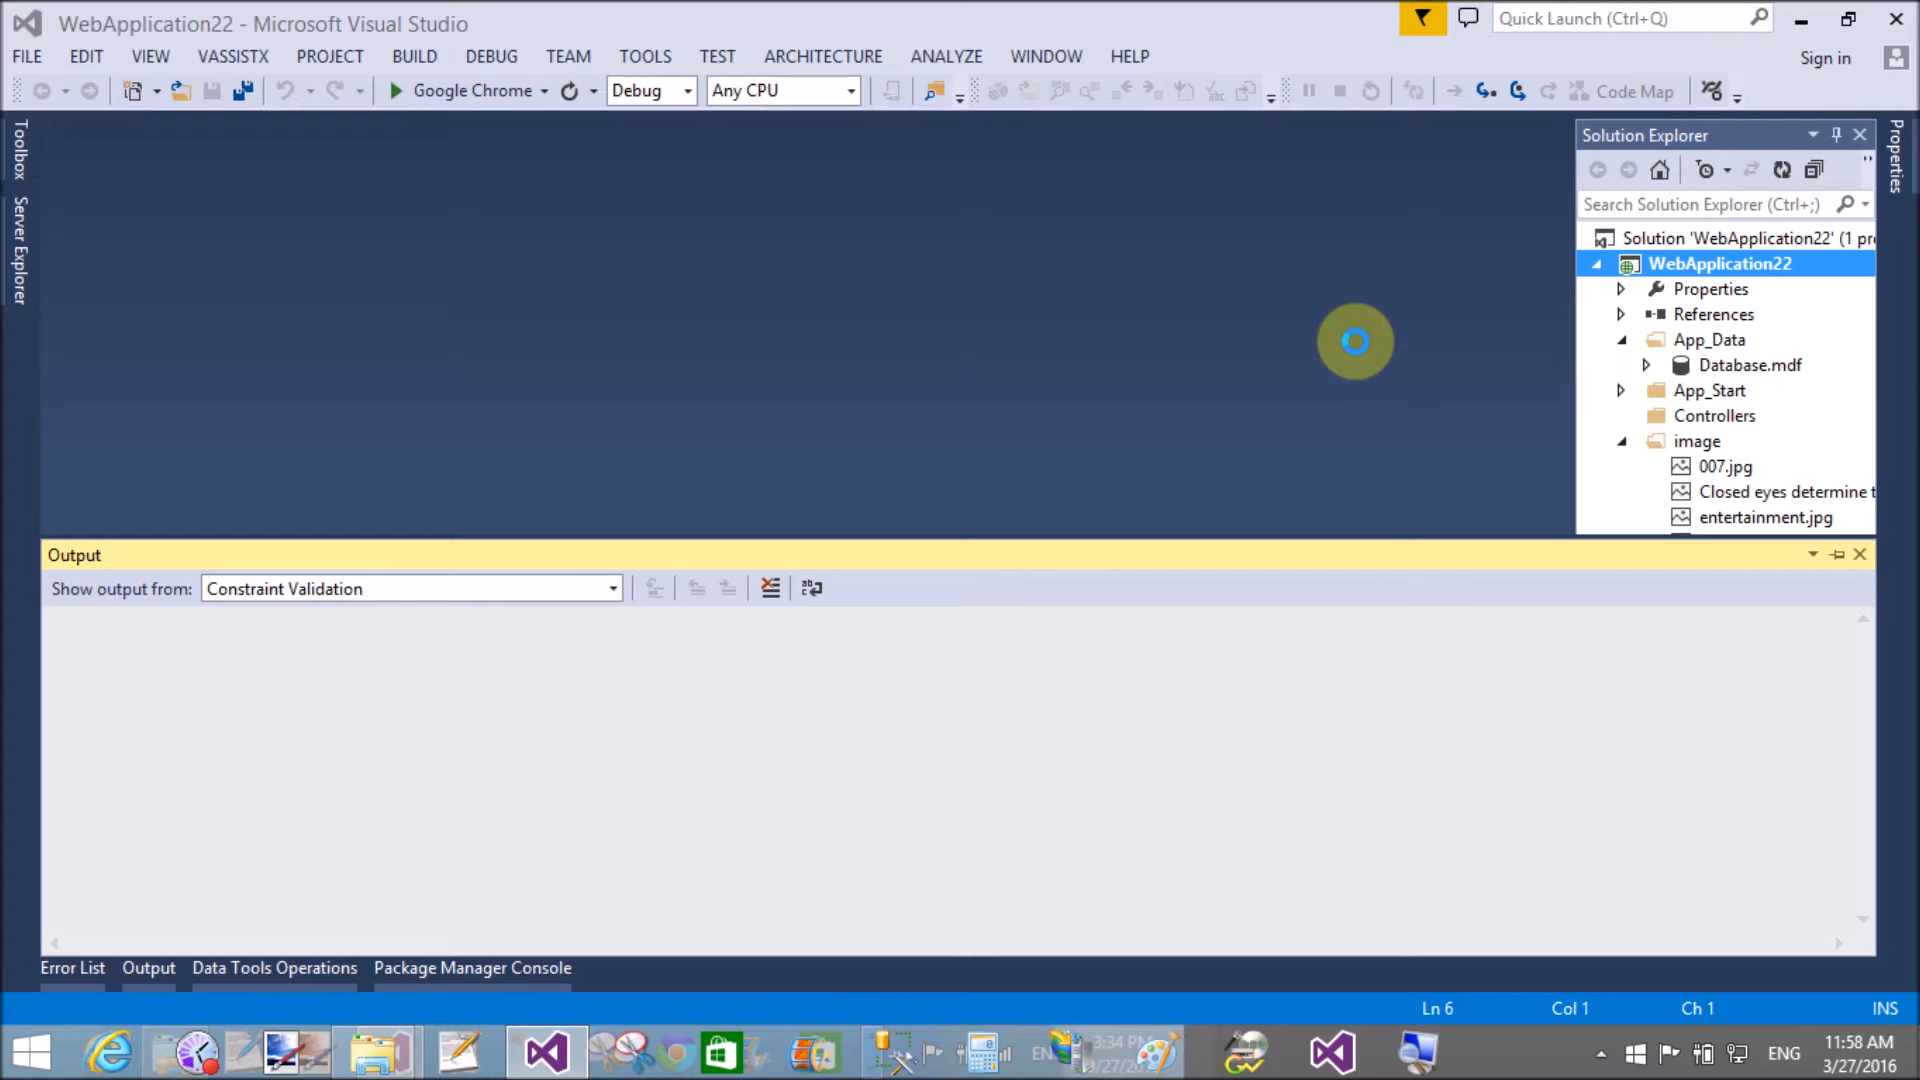 WebApplication22 - Microsoft Visual Studio
Quick Launch (Ctrl+Q)
FILE EDIT VIEW VASSISTX PROJECT BUILD DEBUG TEAM TOOLS TEST ARCHITECTURE ANALYZE WINDOW HELP
Sign in
Google Chrome Debug Any CPU Code Map
Toolbox
Server Explorer
Properties
Solution Explorer
Search Solution Explorer (Ctrl+;)
Solution 'WebApplication22' (1 pr
WebApplication22
Properties
References
App_Data
Database.mdf
App_Start
Controllers
image
007.jpg
Closed eyes determine t
entertainment.jpg
Output
Show output from: Constraint Validation
Error List Output Data Tools Operations Package Manager Console
Ln 6 Col 1 Ch 1 INS
3:34 PM
ENG 11:58 AM
3/27/2016